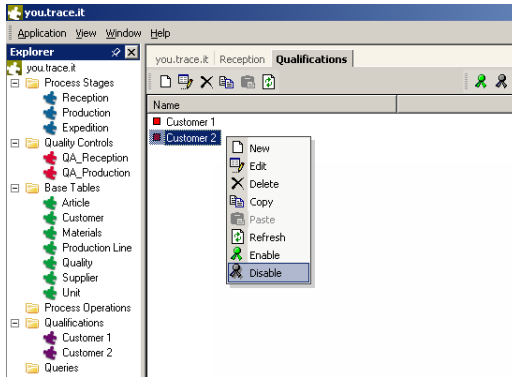 you.trace.it
Application View Window Help
Explorer
you.trace.it
Process Stages
Reception
Production
Expedition
Quality Controls
QA_Reception
QA_Production
Base Tables
Article
Customer
Materials
Production Line
Quality
Supplier
Unit
Process Operations
Qualifications
Customer 1
Customer 2
Queries
you.trace.it Reception Qualifications
Name
Customer 1
Customer 2
New
Edit
Delete
Copy
Paste
Refresh
Enable
Disable